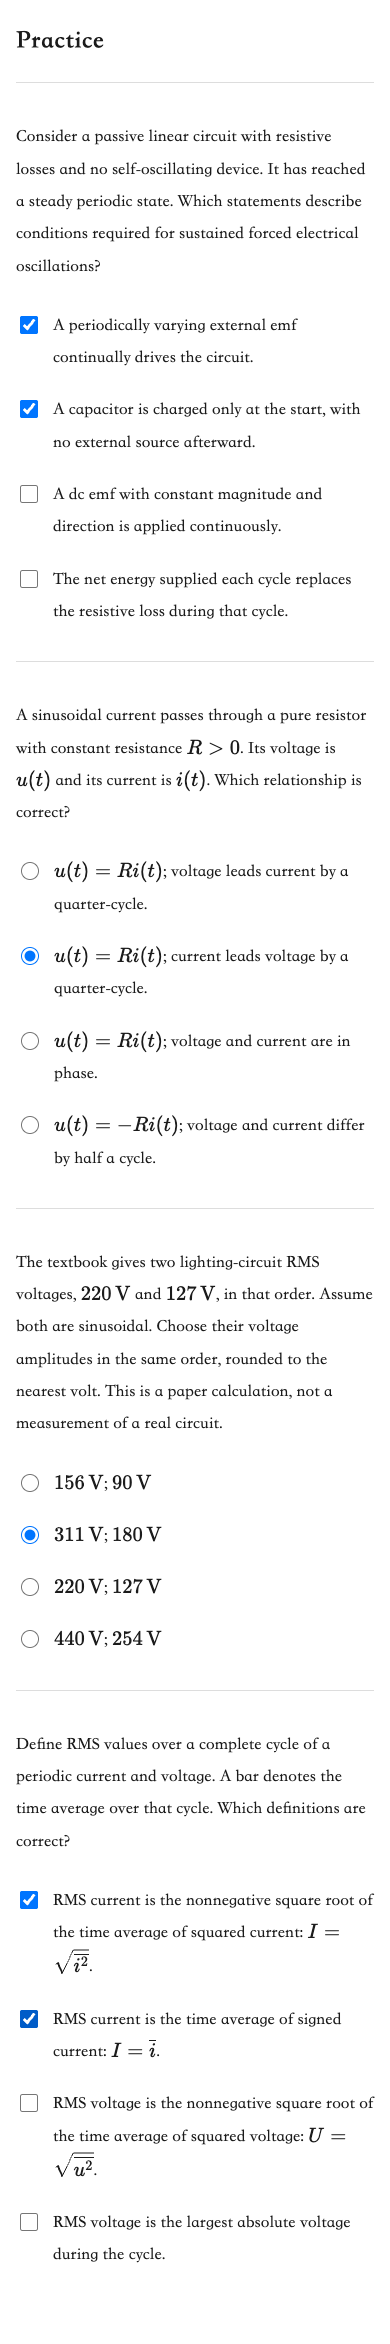 Practice
Consider a passive linear circuit with resistive
losses and no self-oscillating device. It has reached
a steady periodic state. Which statements describe
conditions required for sustained forced electrical
oscillations?
A periodically varying external emf
continually drives the circuit.
A capacitor is charged only at the start, with
no external source afterward.
A dc emf with constant magnitude and
direction is applied continuously.
The net energy supplied each cycle replaces
the resistive loss during that cycle.
A sinusoidal current passes through a pure resistor
with constant resistance R > 0. Its voltage is
u(t) and its current is i(t). Which relationship is
correct?
u(t) = Ri(t); voltage leads current by a
quarter-cycle.
u(t) = Ri(t); current leads voltage by a
quarter-cycle.
u(t) = Ri(t); voltage and current are in
phase.
u(t) = −Ri(t); voltage and current differ
by half a cycle.
The textbook gives two lighting-circuit RMS
voltages, 220 V and 127 V, in that order. Assume
both are sinusoidal. Choose their voltage
amplitudes in the same order, rounded to the
nearest volt. This is a paper calculation, not a
measurement of a real circuit.
156 V; 90 V
311 V; 180 V
220 V; 127 V
440 V; 254 V
Define RMS values over a complete cycle of a
periodic current and voltage. A bar denotes the
time average over that cycle. Which definitions are
correct?
RMS current is the nonnegative square root of
the time average of squared current: I =
√(i̅²).
RMS current is the time average of signed
current: I = i̅.
RMS voltage is the nonnegative square root of
the time average of squared voltage: U =
√(u̅²).
RMS voltage is the largest absolute voltage
during the cycle.